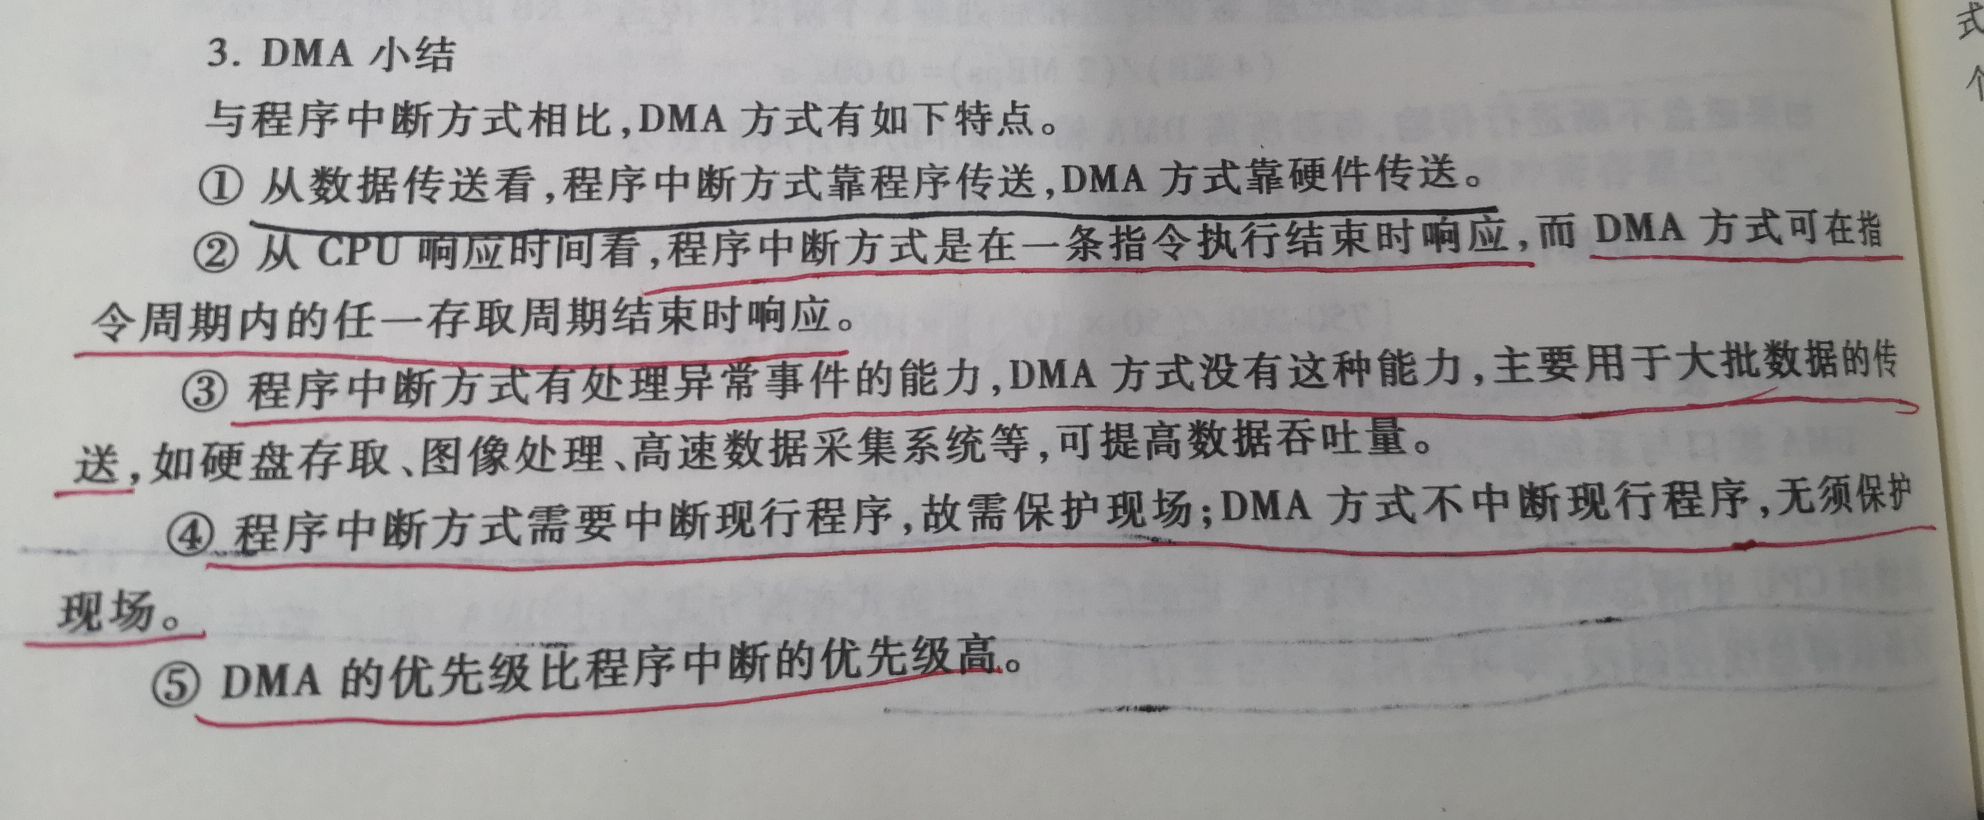 3. DMA 小结
与程序中断方式相比,DMA 方式有如下特点。
① 从数据传送看,程序中断方式靠程序传送,DMA 方式靠硬件传送。
② 从 CPU 响应时间看,程序中断方式是在一条指令执行结束时响应,而 DMA 方式可在指
令周期内的任一存取周期结束时响应。
③ 程序中断方式有处理异常事件的能力,DMA 方式没有这种能力,主要用于大批数据的传
送,如硬盘存取、图像处理、高速数据采集系统等,可提高数据吞吐量。
④ 程序中断方式需要中断现行程序,故需保护现场;DMA 方式不中断现行程序,无须保护
现场。
⑤ DMA 的优先级比程序中断的优先级高。
式